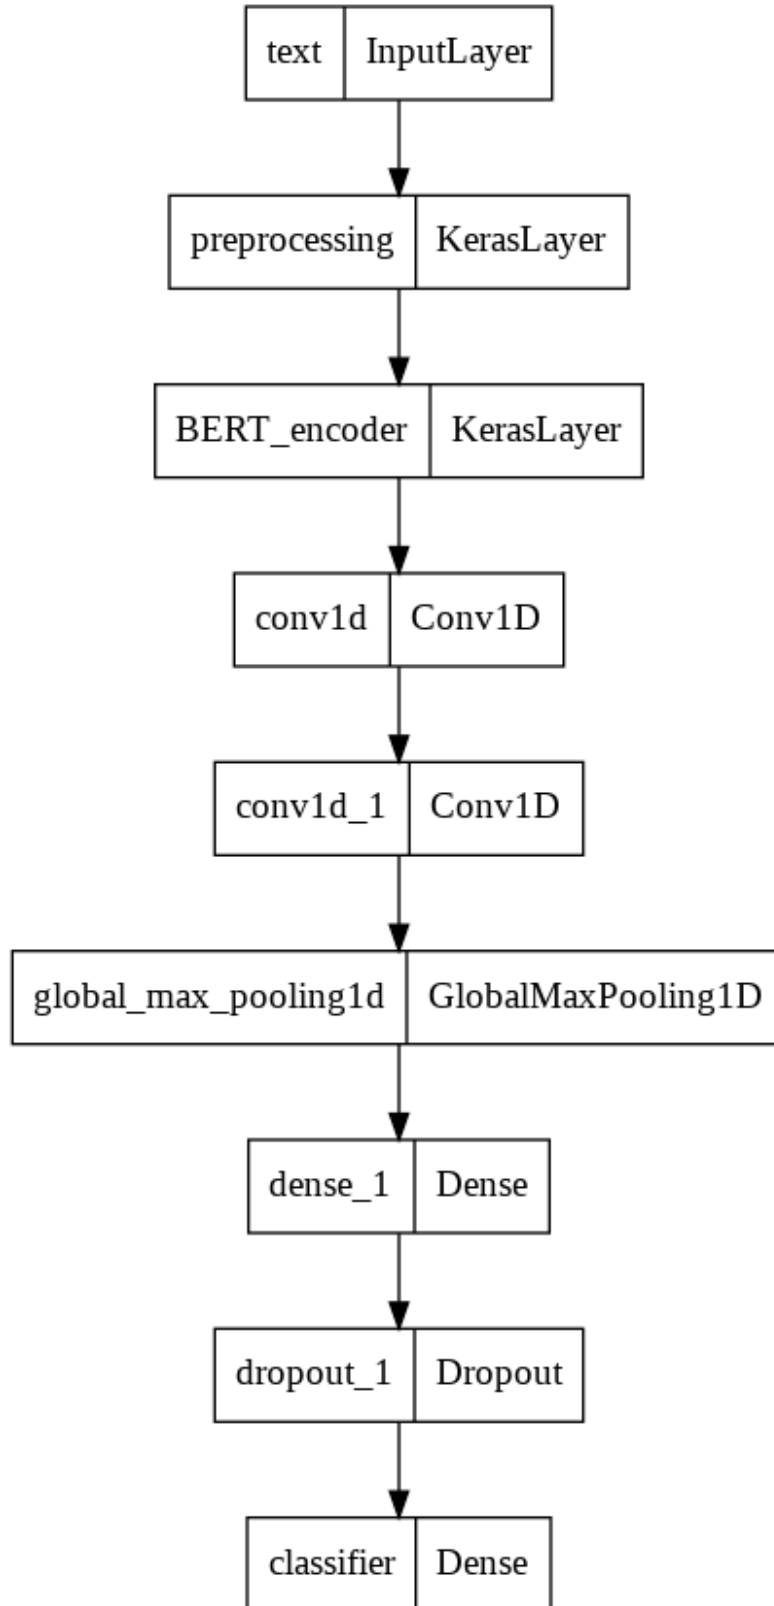 text InputLayer
preprocessing KerasLayer
BERT_encoder KerasLayer
conv1d Conv1D
conv1d_1 Conv1D
global_max_pooling1d GlobalMaxPooling1D
dense_1 Dense
dropout_1 Dropout
classifier Dense